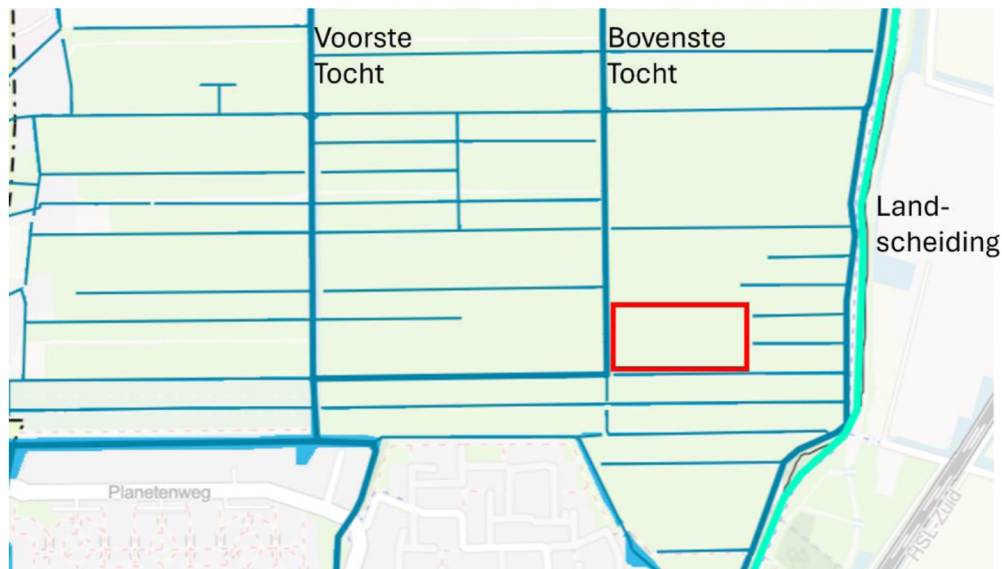 Voorste
Tocht
Bovenste
Tocht
Land-
scheiding
Planetenweg
HSL-Zuid